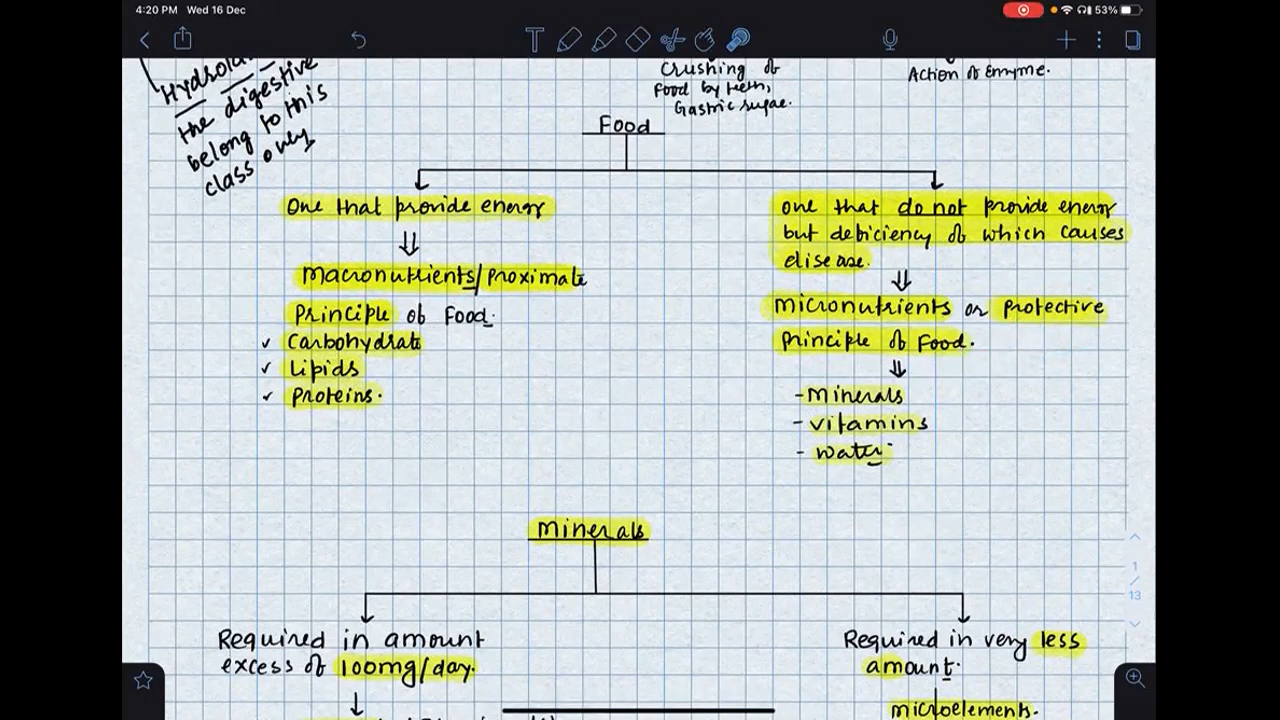 4:20 PM Wed 16 Dec
53%
the digestive
belong to this
class only
Crushing of
Food by teeth,
Gastric
Action of Enzyme.
Food
One that provide energy
Macronutrients/Proximate
Principle of Food.
✓ Carbohydrate
✓ Lipids
✓ Proteins.
One that do not provide energy
but deficiency of which causes
disease.
Micronutrients or Protective
Principle of Food.
- Minerals
- Vitamins
- Water
Minerals
Required in amount
excess of 100mg/day.
Required in very less
amount.
Microelements.
1
/
13